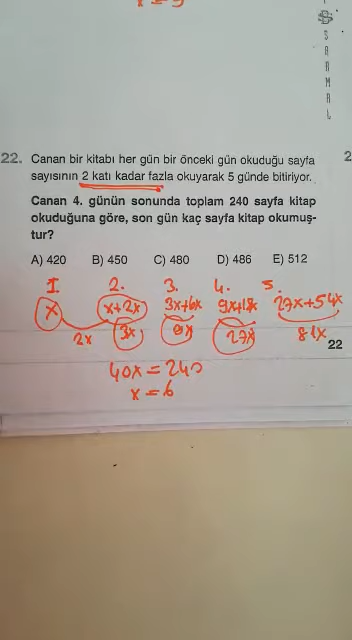 x = 9
S
A
R
M
A
L
22. Canan bir kitabı her gün bir önceki gün okuduğu sayfa
sayısının 2 katı kadar fazla okuyarak 5 günde bitiriyor.
Canan 4. günün sonunda toplam 240 sayfa kitap
okuduğuna göre, son gün kaç sayfa kitap okumuş-
tur?
A) 420 B) 450 C) 480 D) 486 E) 512
1. 2. 3. 4. 5.
x x+2x 3x+6x 9x+18x 27x+54x
2x 3x 9x 27x 81x
40x = 240
x = 6
22
2